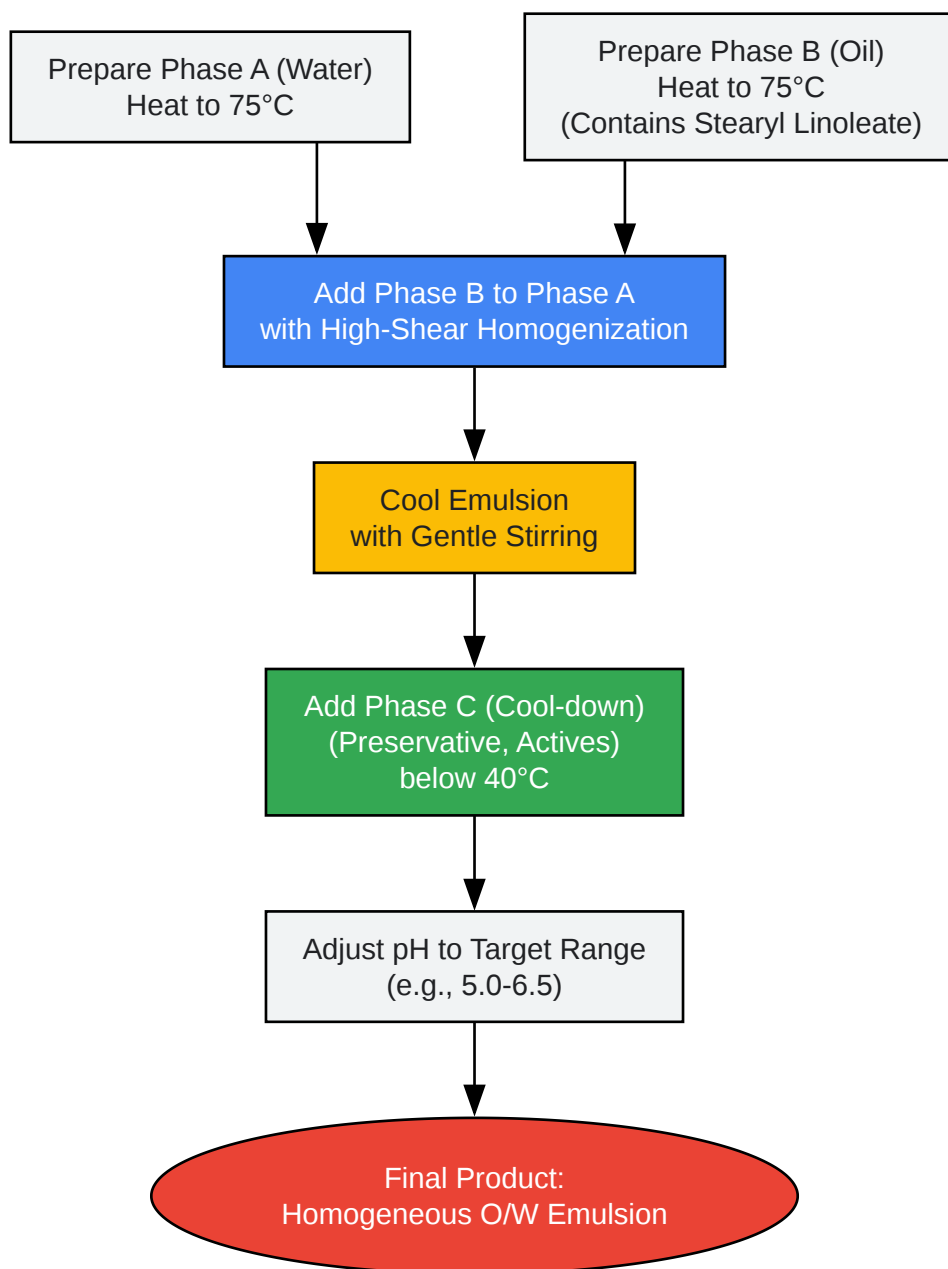 Prepare Phase A (Water)
Heat to 75°C
Prepare Phase B (Oil)
Heat to 75°C
(Contains Stearyl Linoleate)
Add Phase B to Phase A
with High-Shear Homogenization
Cool Emulsion
with Gentle Stirring
Add Phase C (Cool-down)
(Preservative, Actives)
below 40°C
Adjust pH to Target Range
(e.g., 5.0-6.5)
Final Product:
Homogeneous O/W Emulsion